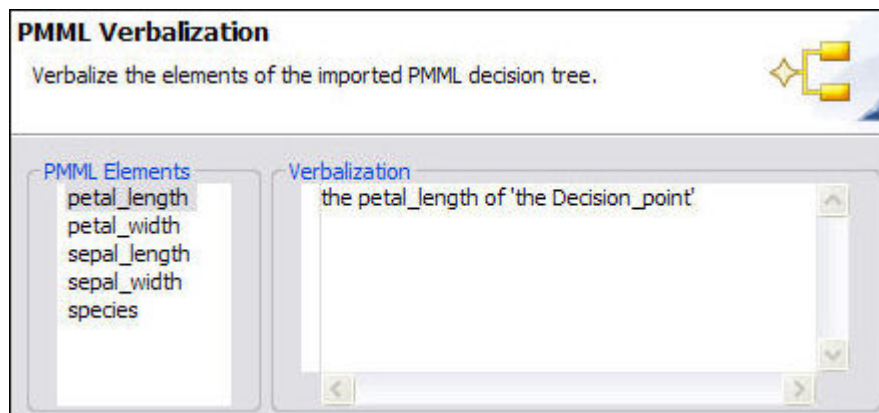 PMML Verbalization
Verbalize the elements of the imported PMML decision tree.
PMML Elements
petal_length
petal_width
sepal_length
sepal_width
species
Verbalization
the petal_length of 'the Decision_point'